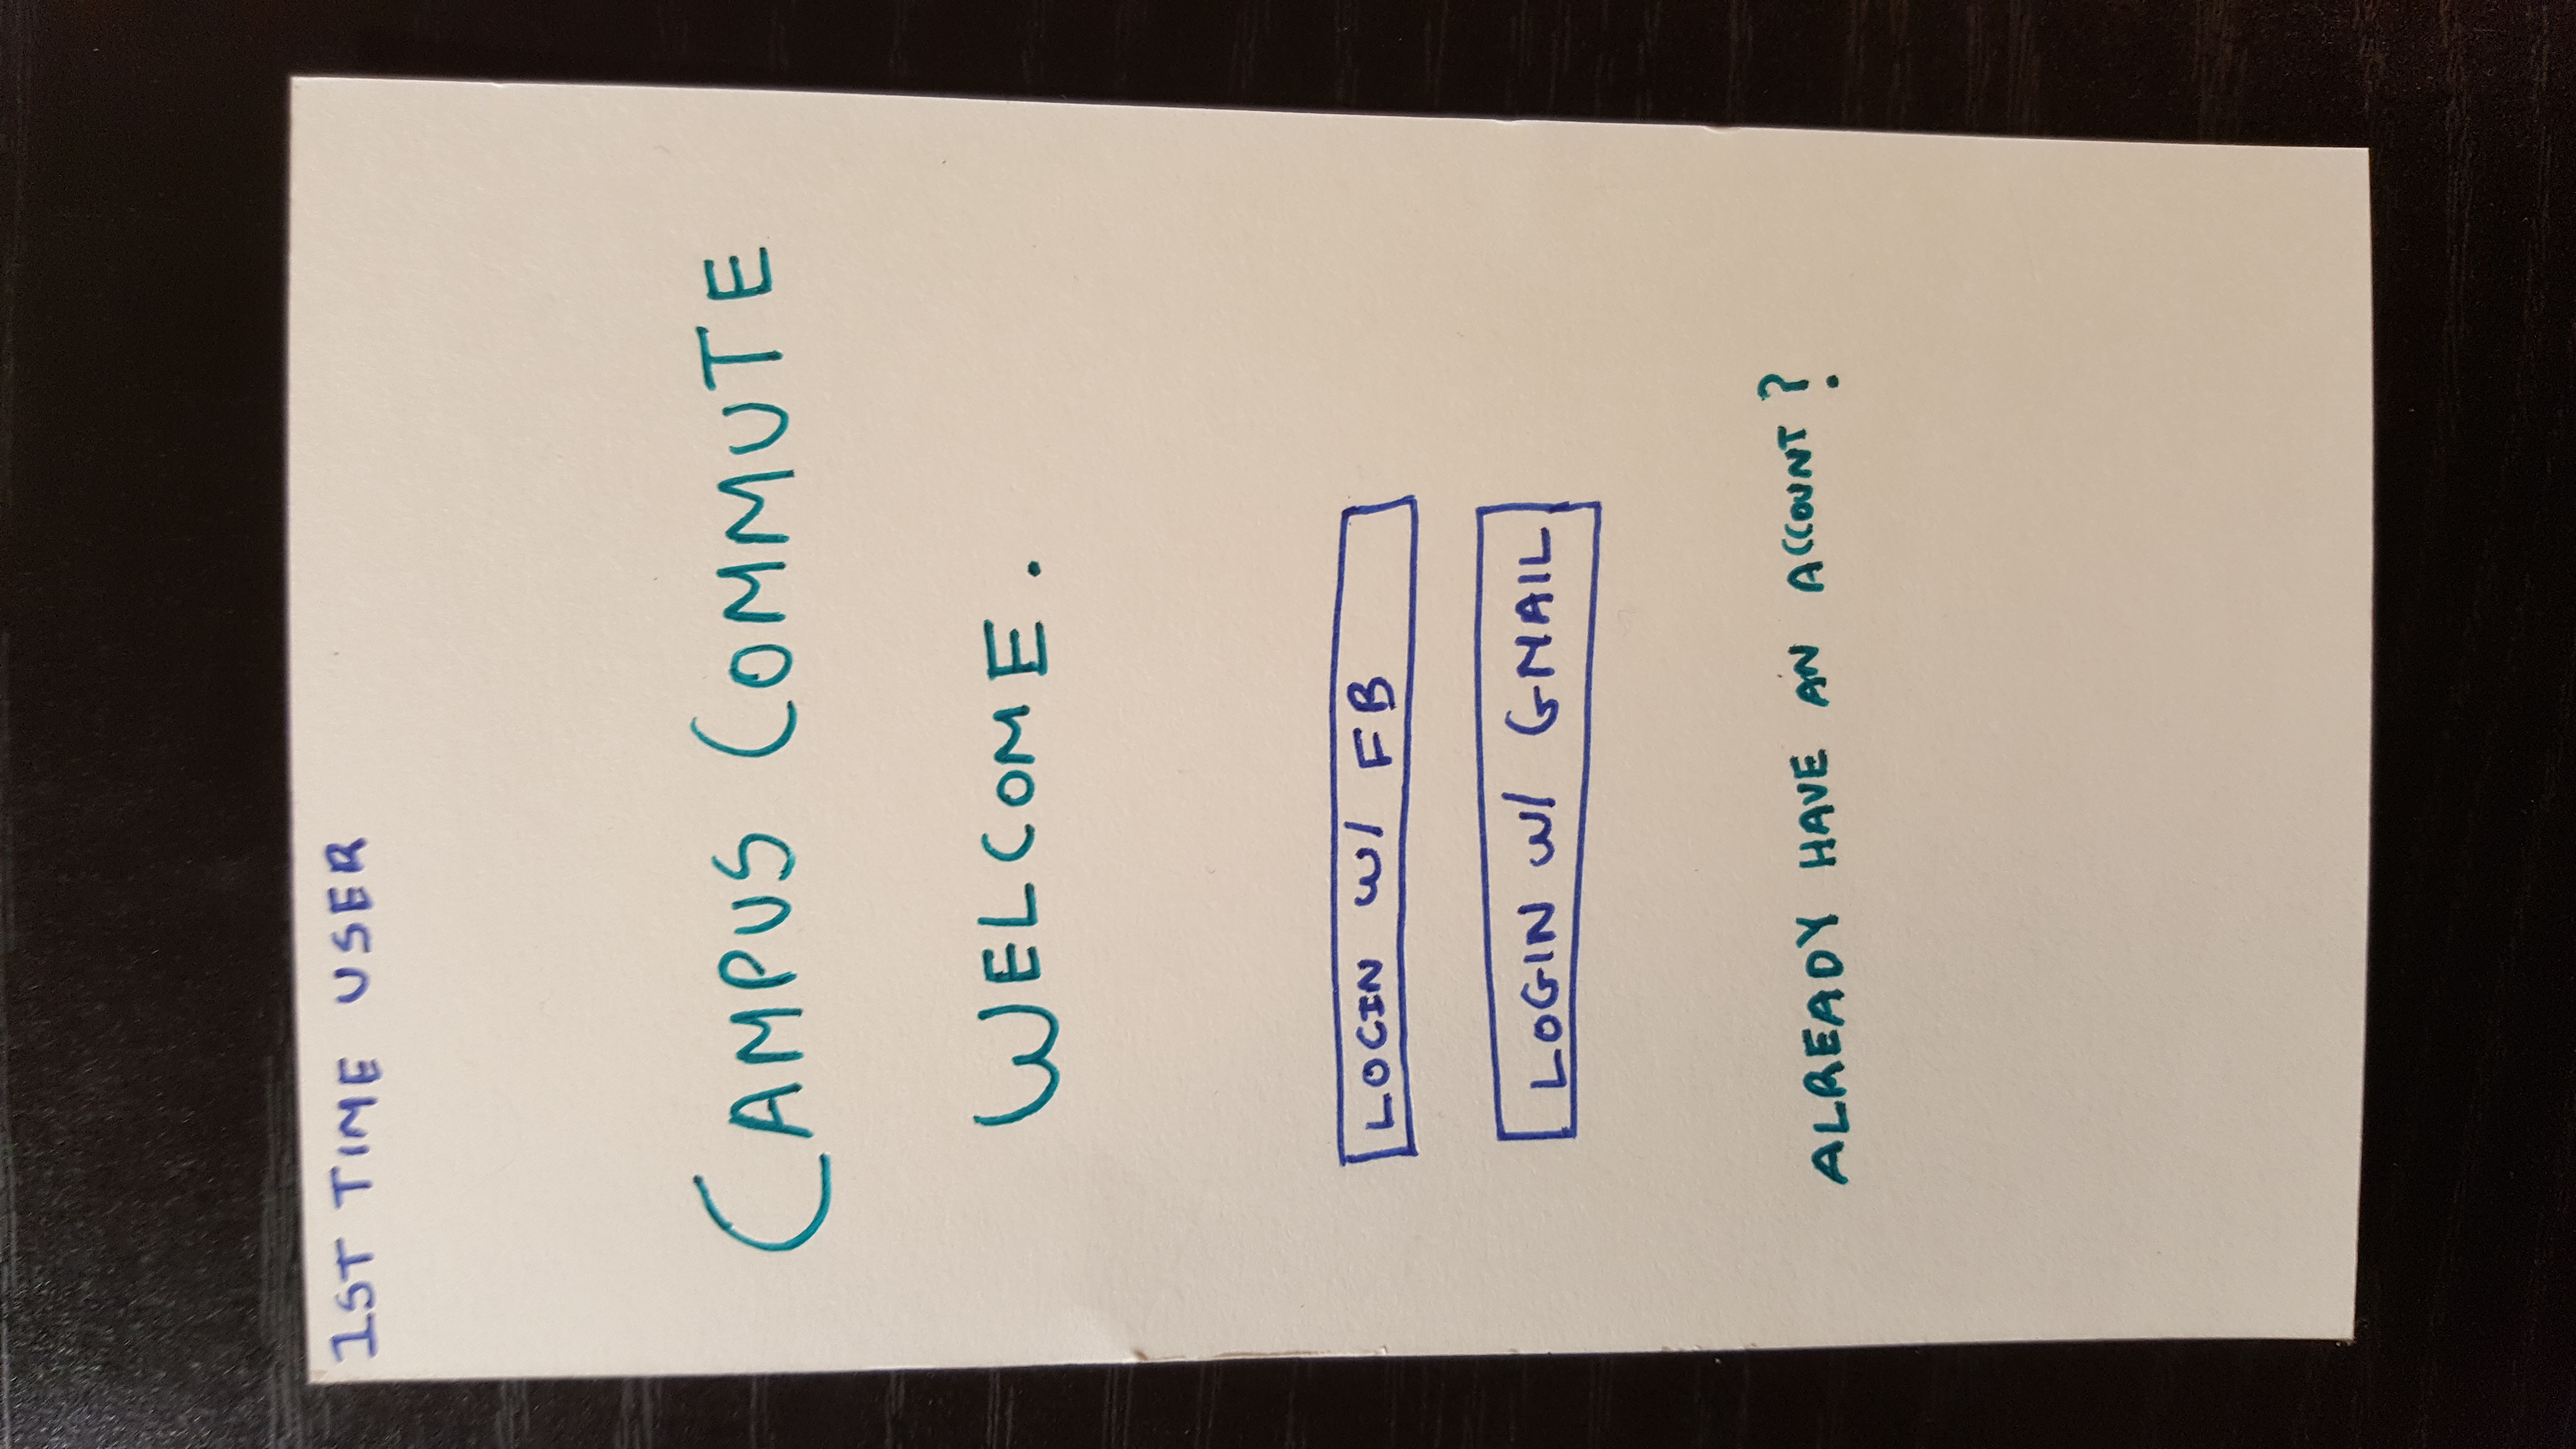 1ST TIME USER
CAMPUS COMMUTE
WELCOME.
LOGIN W/ FB
LOGIN W/ GMAIL
ALREADY HAVE AN ACCOUNT?